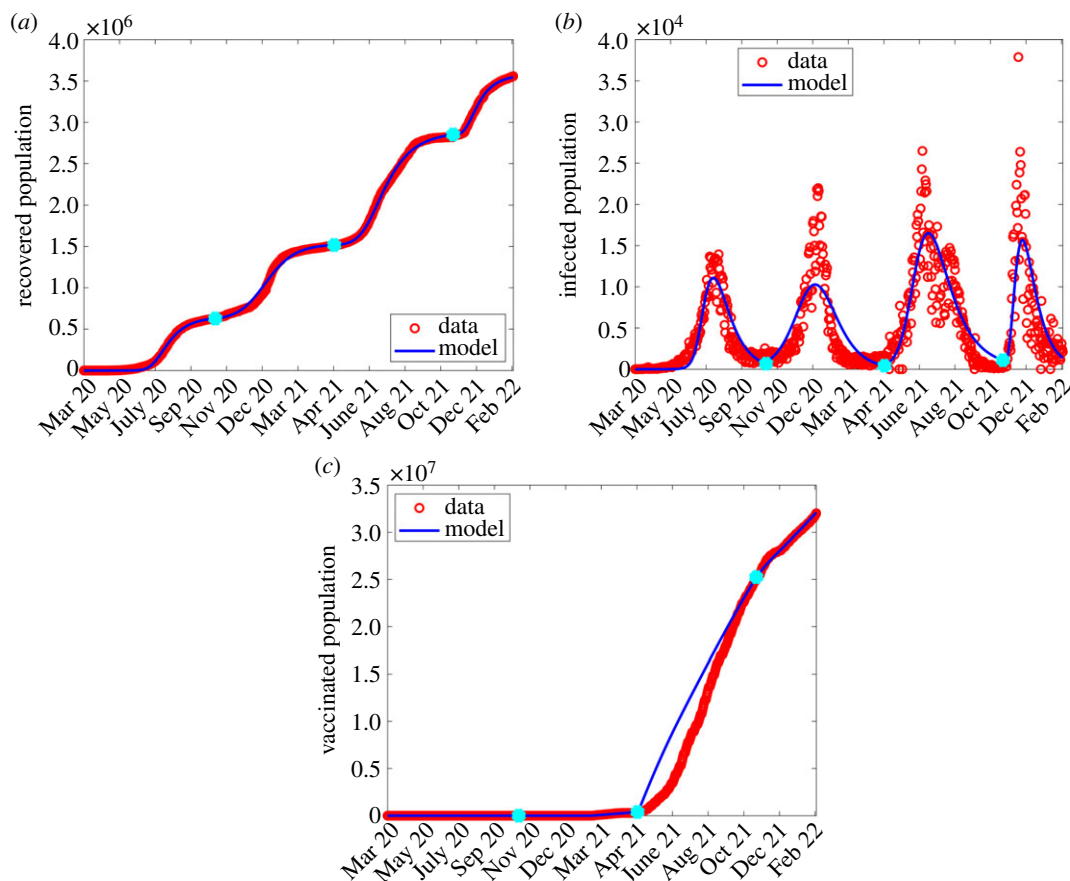 (a)
×10⁶
4.0
3.5
3.0
2.5
2.0
1.5
1.0
0.5
0
recovered population
data
model
Mar 20
May 20
July 20
Sep 20
Nov 20
Dec 20
Mar 21
Apr 21
June 21
Aug 21
Oct 21
Dec 21
Feb 22
(b)
×10⁴
4.0
3.5
3.0
2.5
2.0
1.5
1.0
0.5
0
infected population
data
model
Mar 20
May 20
July 20
Sep 20
Nov 20
Dec 20
Mar 21
Apr 21
June 21
Aug 21
Oct 21
Dec 21
Feb 22
(c)
×10⁷
3.5
3.0
2.5
2.0
1.5
1.0
0.5
0
vaccinated population
data
model
Mar 20
May 20
July 20
Sep 20
Nov 20
Dec 20
Mar 21
Apr 21
June 21
Aug 21
Oct 21
Dec 21
Feb 22